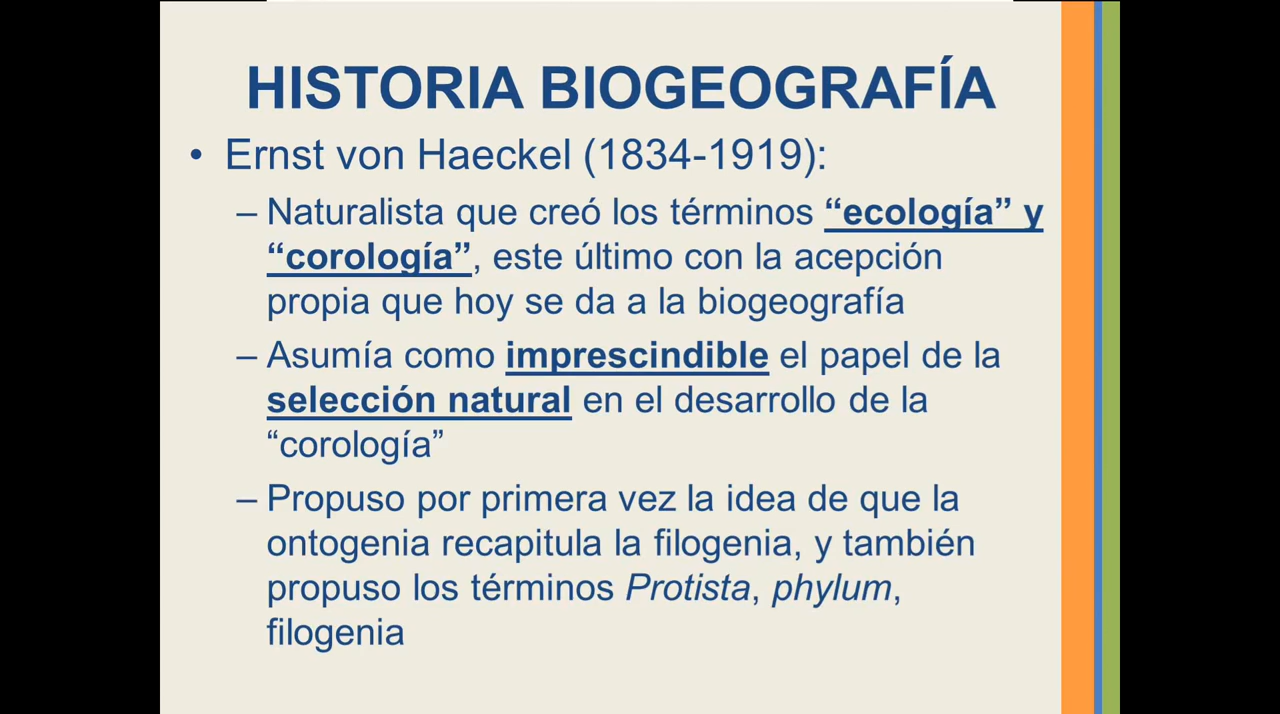 HISTORIA BIOGEOGRAFÍA
• Ernst von Haeckel (1834-1919):
– Naturalista que creó los términos “ecología” y
“corología”, este último con la acepción
propia que hoy se da a la biogeografía
– Asumía como imprescindible el papel de la
selección natural en el desarrollo de la
“corología”
– Propuso por primera vez la idea de que la
ontogenia recapitula la filogenia, y también
propuso los términos Protista, phylum,
filogenia